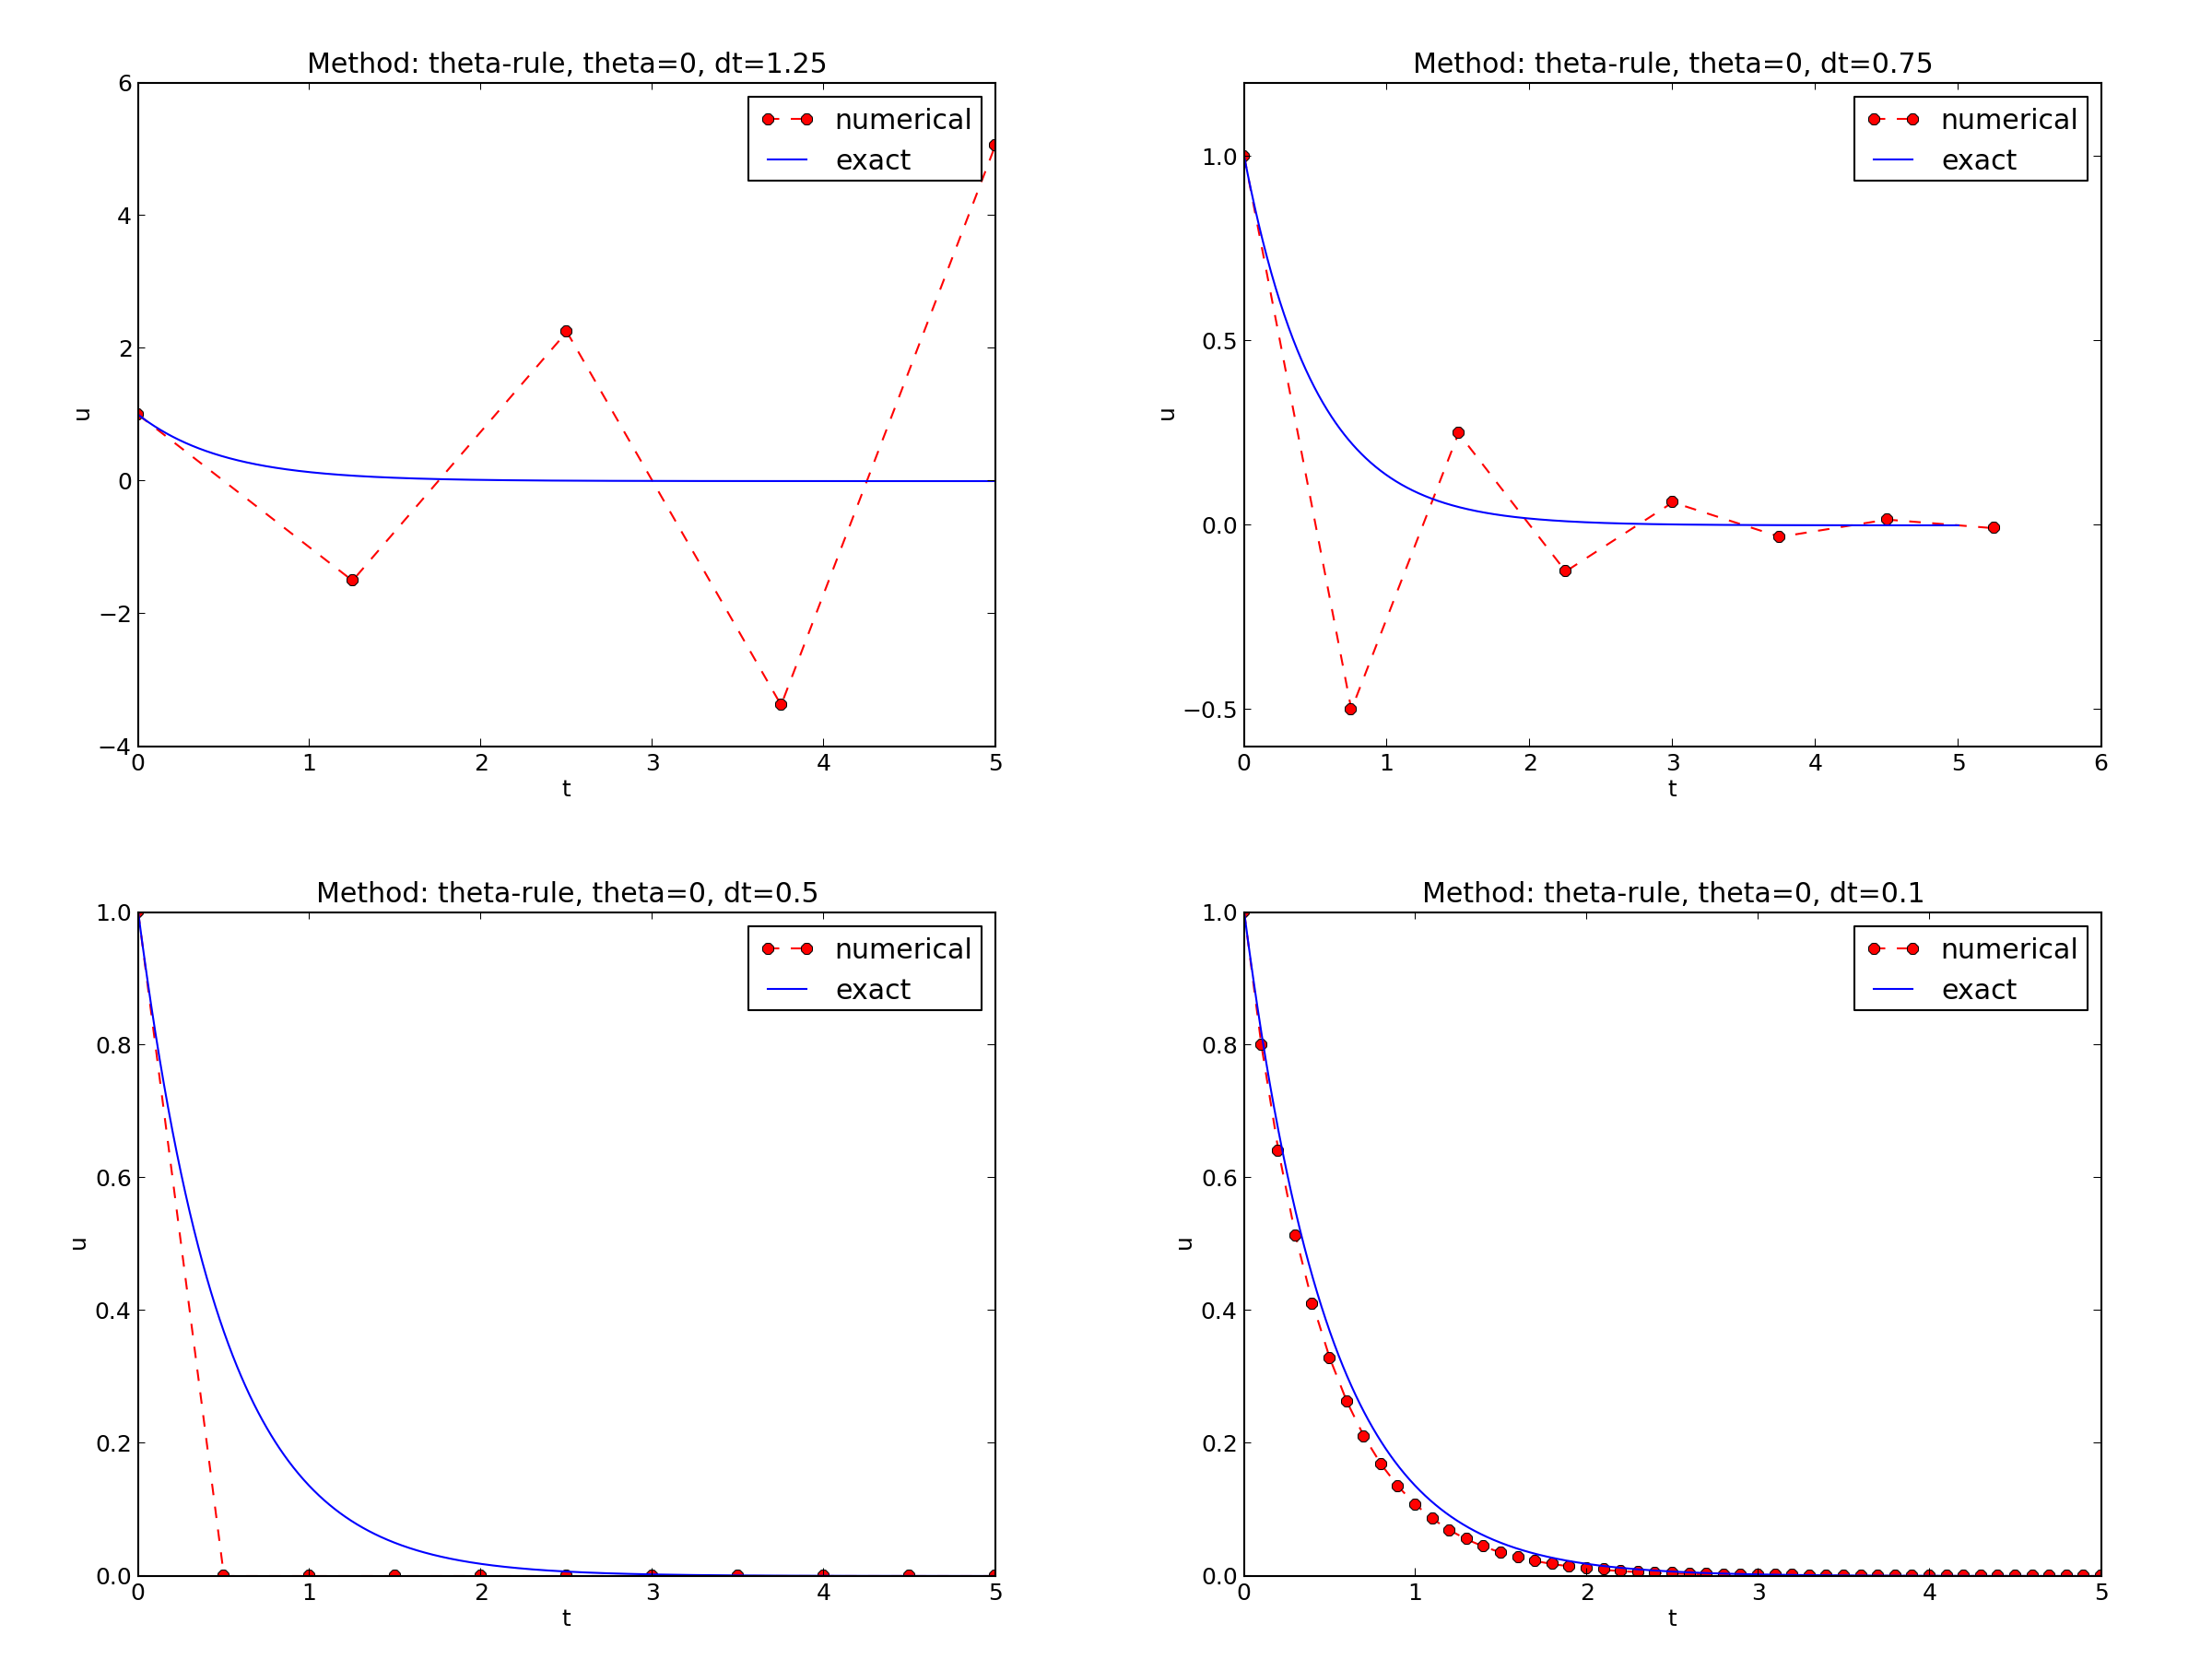 Method: theta-rule, theta=0, dt=1.25
numerical
exact
6
4
2
0
−2
−4
u
0 1 2 3 4 5
t
Method: theta-rule, theta=0, dt=0.75
numerical
exact
1.0
0.5
0.0
−0.5
u
0 1 2 3 4 5 6
t
Method: theta-rule, theta=0, dt=0.5
numerical
exact
1.0
0.8
0.6
0.4
0.2
0.0
u
0 1 2 3 4 5
t
Method: theta-rule, theta=0, dt=0.1
numerical
exact
1.0
0.8
0.6
0.4
0.2
0.0
u
0 1 2 3 4 5
t